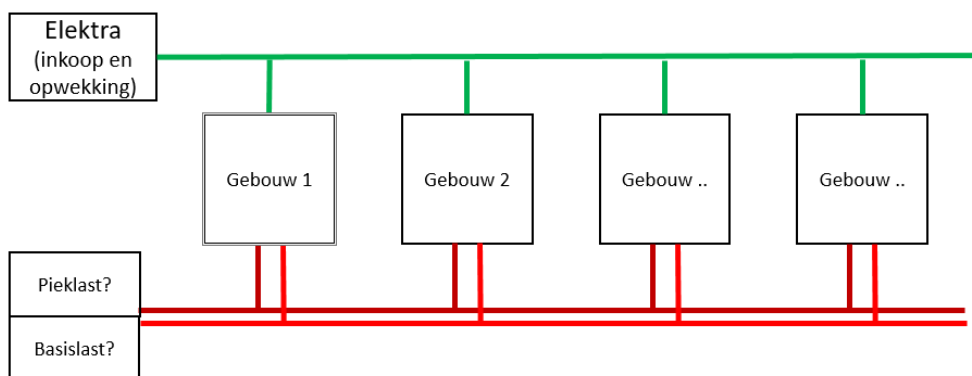 Elektra
(inkoop en
opwekking)
Gebouw 1
Gebouw 2
Gebouw ..
Gebouw ..
Pieklast?
Basislast?